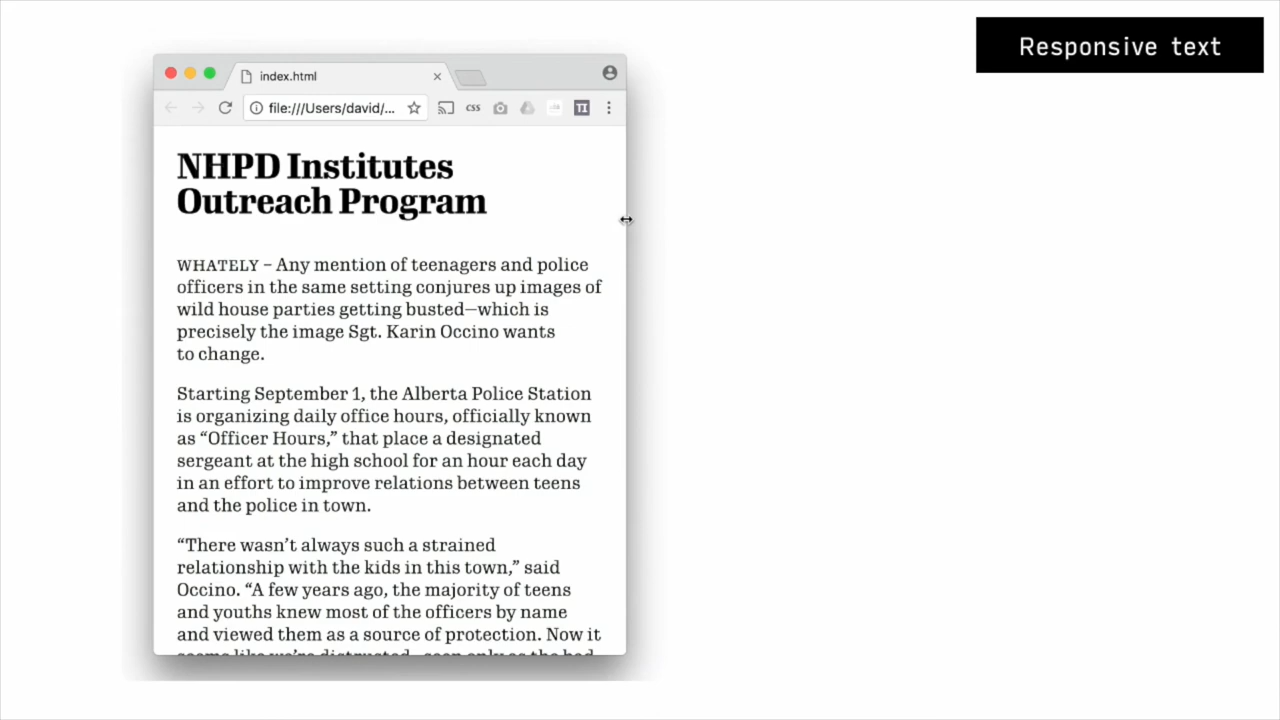 Responsive text
index.html
file:///Users/david/...
CSS
TI
NHPD Institutes
Outreach Program
WHATELY – Any mention of teenagers and police
officers in the same setting conjures up images of
wild house parties getting busted—which is
precisely the image Sgt. Karin Occino wants
to change.
Starting September 1, the Alberta Police Station
is organizing daily office hours, officially known
as “Officer Hours,” that place a designated
sergeant at the high school for an hour each day
in an effort to improve relations between teens
and the police in town.
“There wasn’t always such a strained
relationship with the kids in this town,” said
Occino. “A few years ago, the majority of teens
and youths knew most of the officers by name
and viewed them as a source of protection. Now it